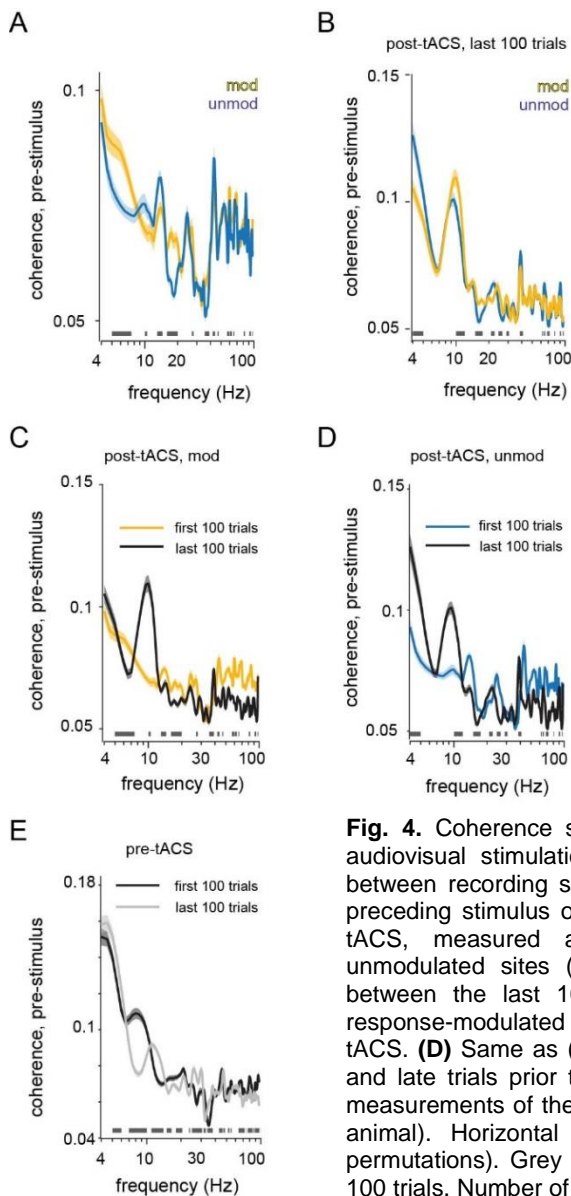 A
mod
unmod
coherence, pre-stimulus
0.1
0.05
4
10
20
100
frequency (Hz)
B
post-tACS, last 100 trials
mod
unmod
coherence, pre-stimulus
0.15
0.1
0.05
4
10
20
100
frequency (Hz)
C
post-tACS, mod
first 100 trials
last 100 trials
coherence, pre-stimulus
0.15
0.1
0.05
4
10
30
100
frequency (Hz)
D
post-tACS, unmod
first 100 trials
last 100 trials
coherence, pre-stimulus
0.15
0.1
0.05
4
10
30
100
frequency (Hz)
E
pre-tACS
first 100 trials
last 100 trials
coherence, pre-stimulus
0.18
0.1
0.04
4
10
30
100
frequency (Hz)
Fig. 4. Coherence s
audiovisual stimulatio
between recording s
preceding stimulus o
tACS, measured a
unmodulated sites (
between the last 10
response-modulated
tACS. (D) Same as (
and late trials prior t
measurements of the
animal). Horizontal
permutations). Grey
100 trials. Number of